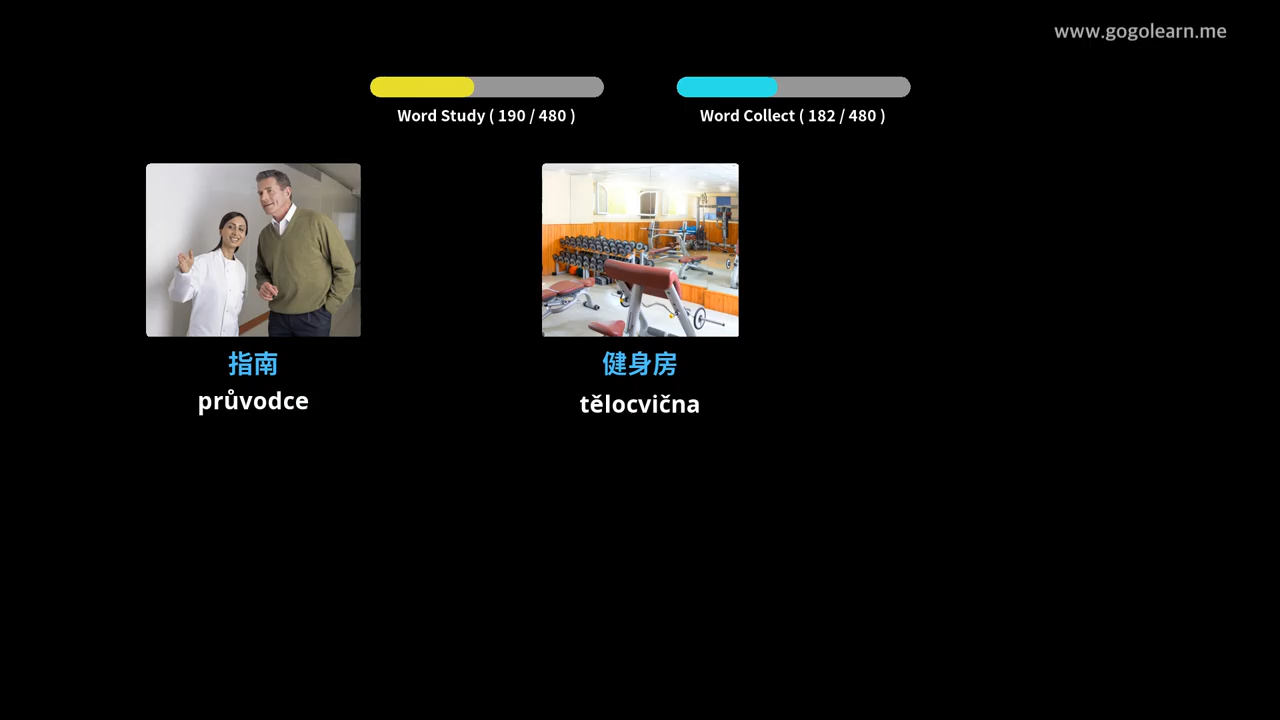 www.gogolearn.me
Word Study ( 190 / 480 )
Word Collect ( 182 / 480 )
指南
průvodce
健身房
tělocvična